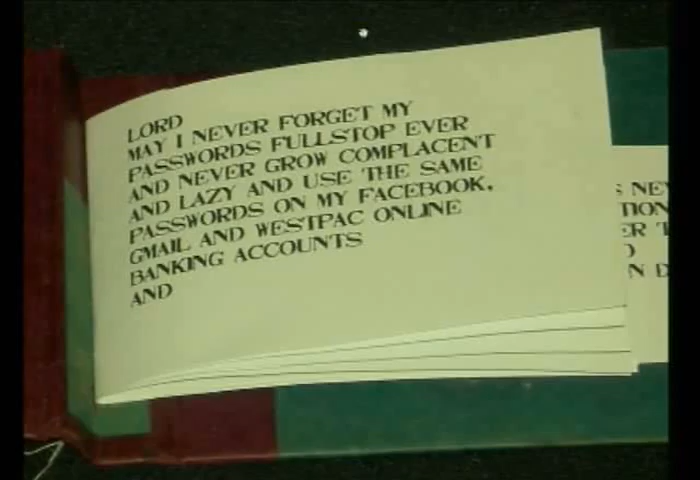 LORD
MAY I NEVER FORGET MY
PASSWORDS FULLSTOP EVER
AND NEVER GROW COMPLACENT
AND LAZY AND USE THE SAME
PASSWORDS ON MY FACEBOOK,
GMAIL AND WESTPAC ONLINE
BANKING ACCOUNTS
AND